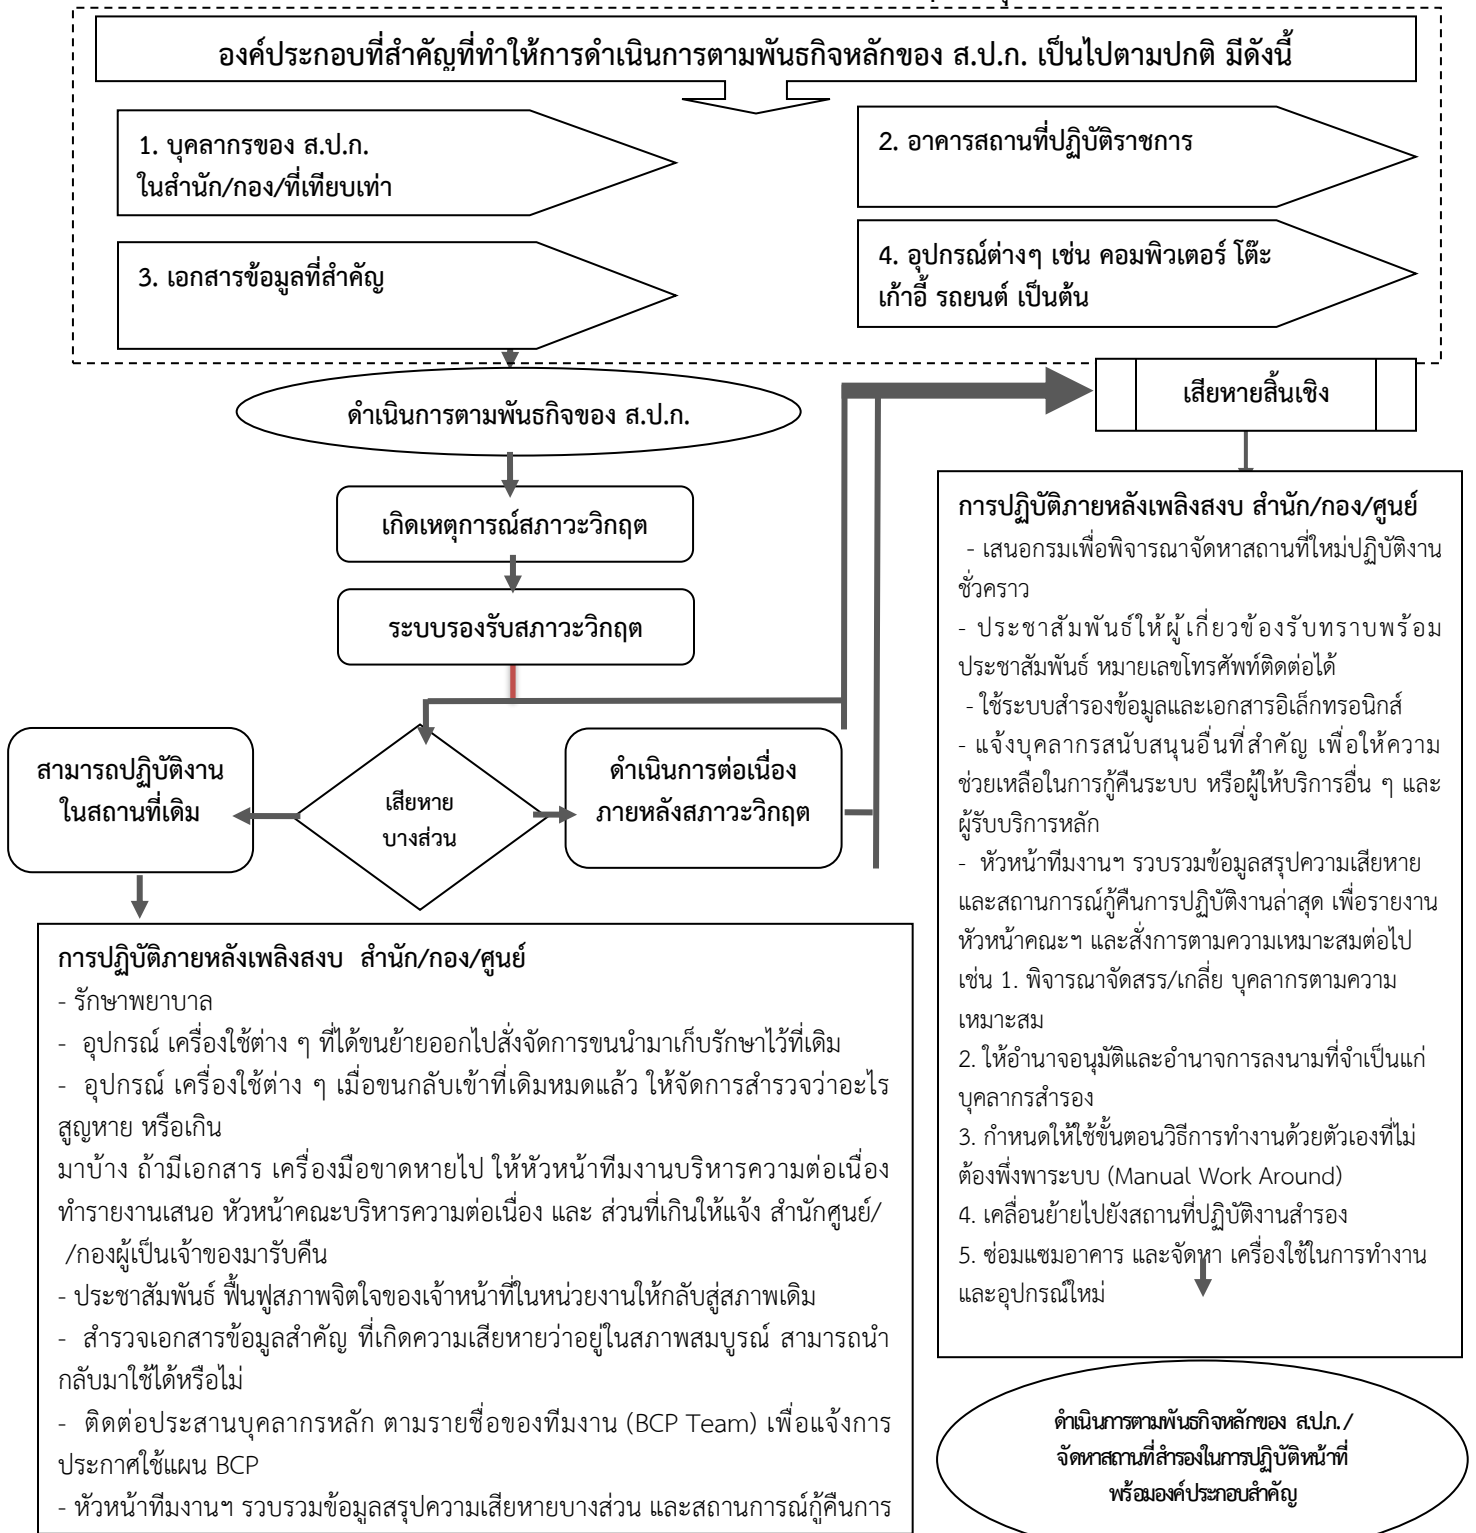 องค์ประกอบที่สำคัญที่ทำให้การดำเนินการตามพันธกิจหลักของ ส.ป.ก. เป็นไปตามปกติ มีดังนี้
1. บุคลากรของ ส.ป.ก.
ในสำนัก/กอง/ที่เทียบเท่า
2. อาคารสถานที่ปฏิบัติราชการ
3. เอกสารข้อมูลที่สำคัญ
4. อุปกรณ์ต่างๆ เช่น คอมพิวเตอร์ โต๊ะ
เก้าอี้ รถยนต์ เป็นต้น
ดำเนินการตามพันธกิจของ ส.ป.ก.
เกิดเหตุการณ์สภาวะวิกฤต
ระบบรองรับสภาวะวิกฤต
สามารถปฏิบัติงาน
ในสถานที่เดิม
เสียหาย
บางส่วน
ดำเนินการต่อเนื่อง
ภายหลังสภาวะวิกฤต
การปฏิบัติภายหลังเพลิงสงบ สำนัก/กอง/ศูนย์
- รักษาพยาบาล
- อุปกรณ์ เครื่องใช้ต่าง ๆ ที่ได้ขนย้ายออกไปสั่งจัดการขนนำมาเก็บรักษาไว้ที่เดิม
- อุปกรณ์ เครื่องใช้ต่าง ๆ เมื่อขนกลับเข้าที่เดิมหมดแล้ว ให้จัดการสำรวจว่าอะไร
สูญหาย หรือเกิน
มาบ้าง ถ้ามีเอกสาร เครื่องมือขาดหายไป ให้หัวหน้าทีมงานบริหารความต่อเนื่อง
ทำรายงานเสนอ หัวหน้าคณะบริหารความต่อเนื่อง และ ส่วนที่เกินให้แจ้ง สำนักศูนย์/
/กองผู้เป็นเจ้าของมารับคืน
- ประชาสัมพันธ์ ฟื้นฟูสภาพจิตใจของเจ้าหน้าที่ในหน่วยงานให้กลับสู่สภาพเดิม
- สำรวจเอกสารข้อมูลสำคัญ ที่เกิดความเสียหายว่าอยู่ในสภาพสมบูรณ์ สามารถนำ
กลับมาใช้ได้หรือไม่
- ติดต่อประสานบุคลากรหลัก ตามรายชื่อของทีมงาน (BCP Team) เพื่อแจ้งการ
ประกาศใช้แผน BCP
- หัวหน้าทีมงานฯ รวบรวมข้อมูลสรุปความเสียหายบางส่วน และสถานการณ์กู้คืนการ
เสียหายสิ้นเชิง
การปฏิบัติภายหลังเพลิงสงบ สำนัก/กอง/ศูนย์
- เสนอกรมเพื่อพิจารณาจัดหาสถานที่ใหม่ปฏิบัติงาน
ชั่วคราว
- ประชาสัมพันธ์ให้ผู้เกี่ยวข้องรับทราบพร้อม
ประชาสัมพันธ์ หมายเลขโทรศัพท์ติดต่อได้
- ใช้ระบบสำรองข้อมูลและเอกสารอิเล็กทรอนิกส์
- แจ้งบุคลากรสนับสนุนอื่นที่สำคัญ เพื่อให้ความ
ช่วยเหลือในการกู้คืนระบบ หรือผู้ให้บริการอื่น ๆ และ
ผู้รับบริการหลัก
- หัวหน้าทีมงานฯ รวบรวมข้อมูลสรุปความเสียหาย
และสถานการณ์กู้คืนการปฏิบัติงานล่าสุด เพื่อรายงาน
หัวหน้าคณะฯ และสั่งการตามความเหมาะสมต่อไป
เช่น 1. พิจารณาจัดสรร/เกลี่ย บุคลากรตามความ
เหมาะสม
2. ให้อำนาจอนุมัติและอำนาจการลงนามที่จำเป็นแก่
บุคลากรสำรอง
3. กำหนดให้ใช้ขั้นตอนวิธีการทำงานด้วยตัวเองที่ไม่
ต้องพึ่งพาระบบ (Manual Work Around)
4. เคลื่อนย้ายไปยังสถานที่ปฏิบัติงานสำรอง
5. ซ่อมแซมอาคาร และจัดหา เครื่องใช้ในการทำงาน
และอุปกรณ์ใหม่
ดำเนินการตามพันธกิจหลักของ ส.ป.ก. /
จัดหาสถานที่สำรองในการปฏิบัติหน้าที่
พร้อมองค์ประกอบสำคัญ